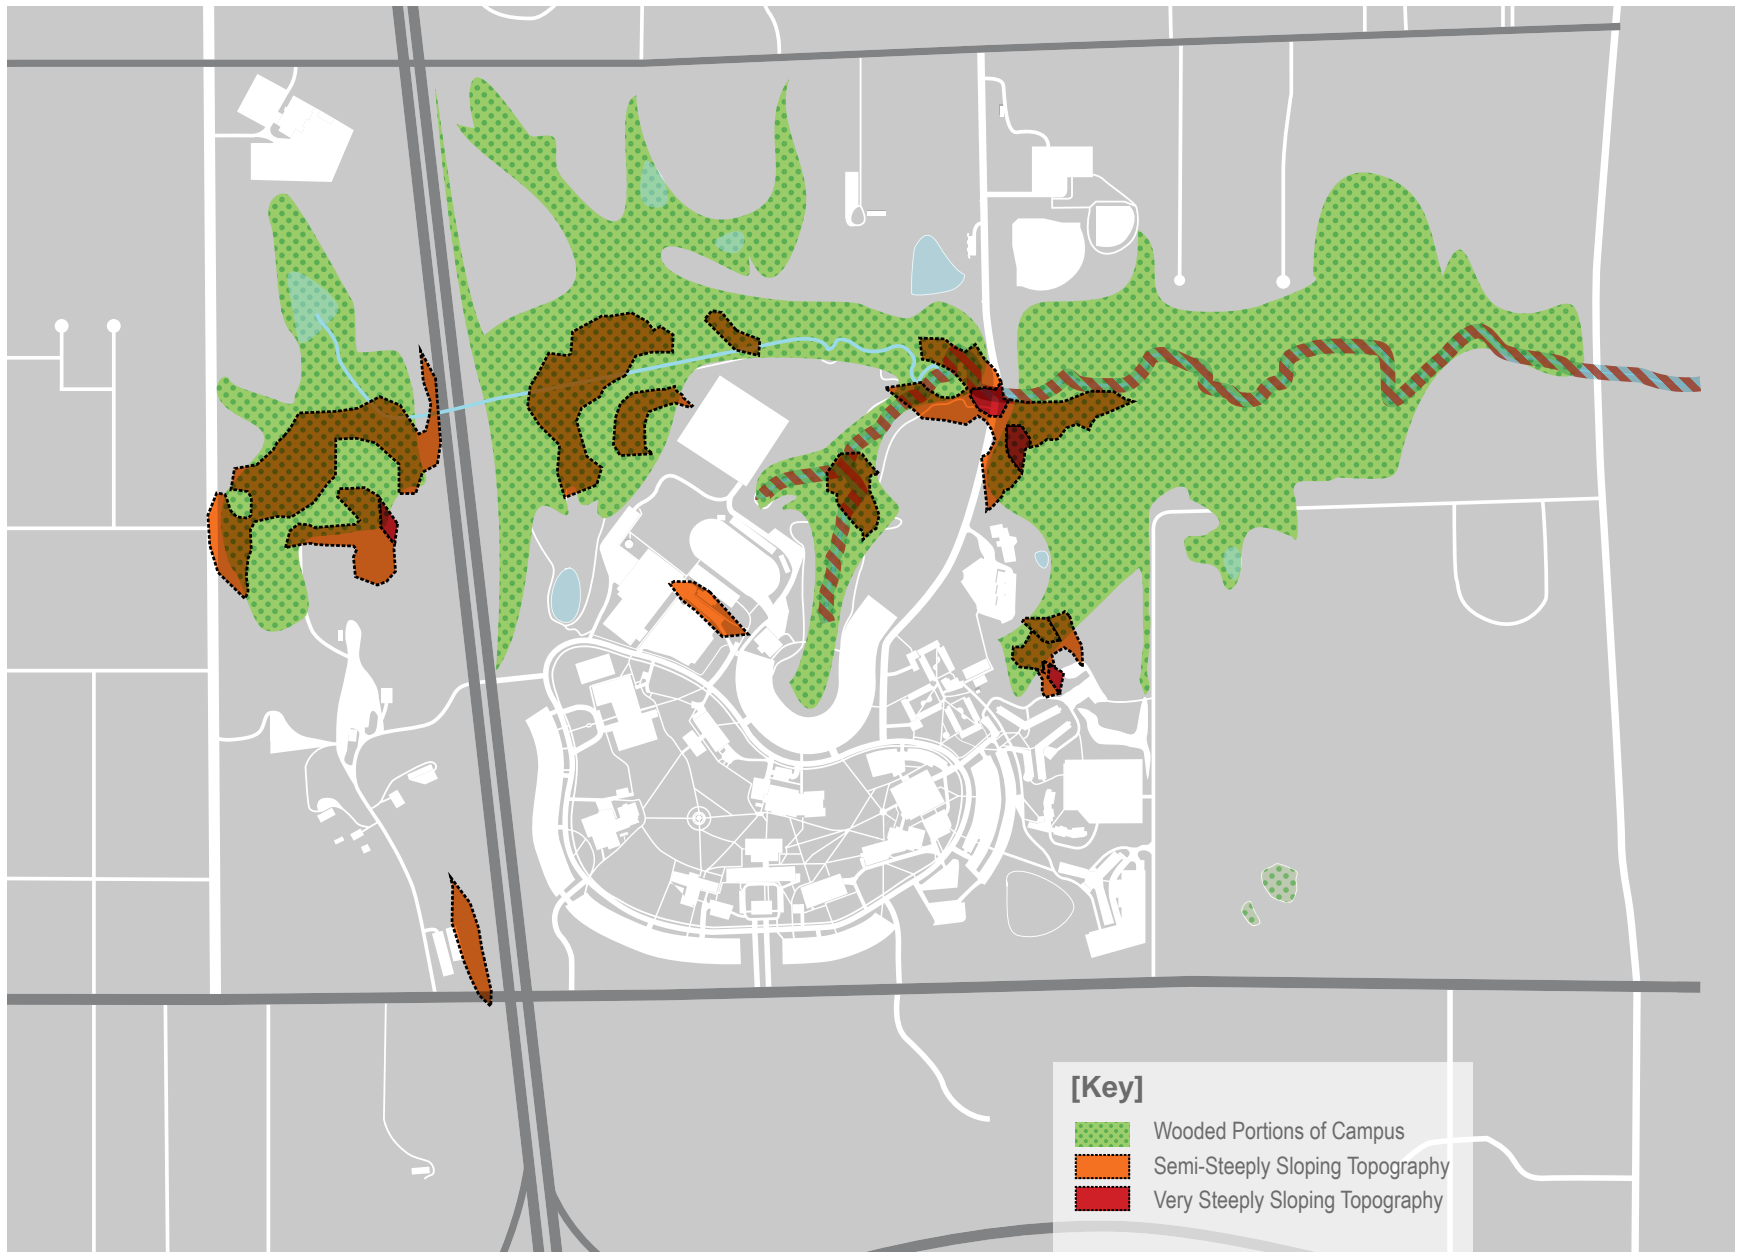 [Key]
Wooded Portions of Campus
Semi-Steeply Sloping Topography
Very Steeply Sloping Topography